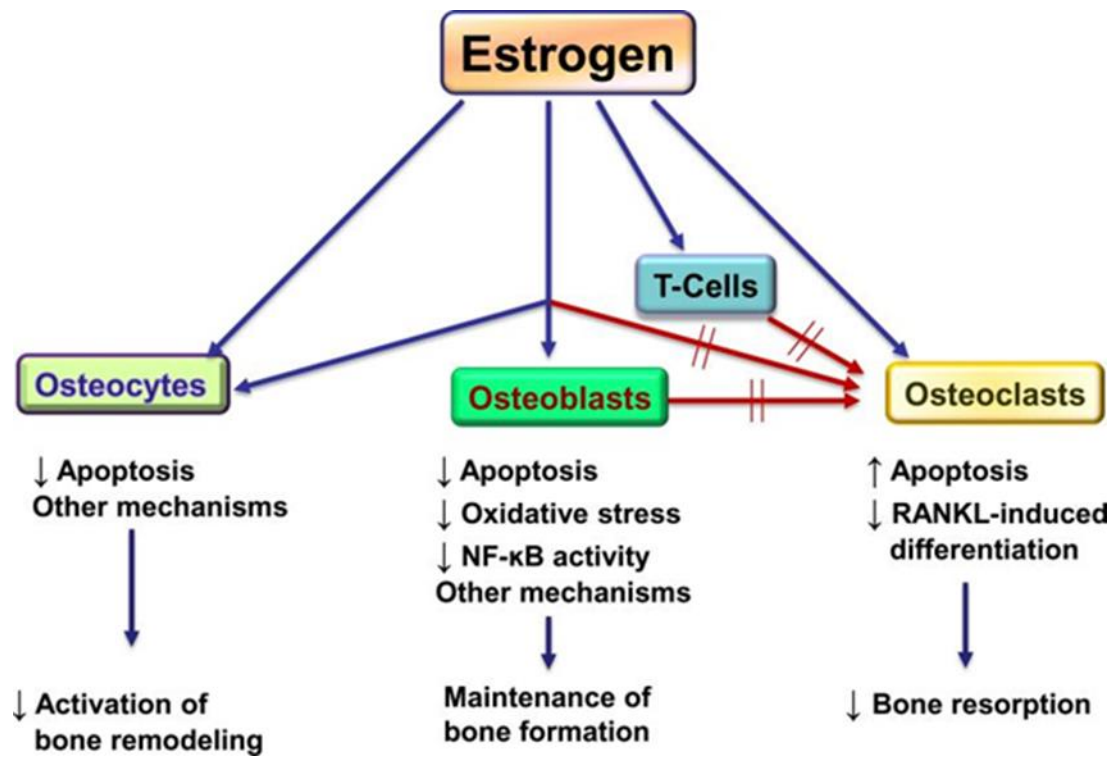 Estrogen
T-Cells
Osteocytes
Osteoblasts
Osteoclasts
↓ Apoptosis
Other mechanisms
↓ Activation of
bone remodeling
↓ Apoptosis
↓ Oxidative stress
↓ NF-κB activity
Other mechanisms
Maintenance of
bone formation
↑ Apoptosis
↓ RANKL-induced
differentiation
↓ Bone resorption